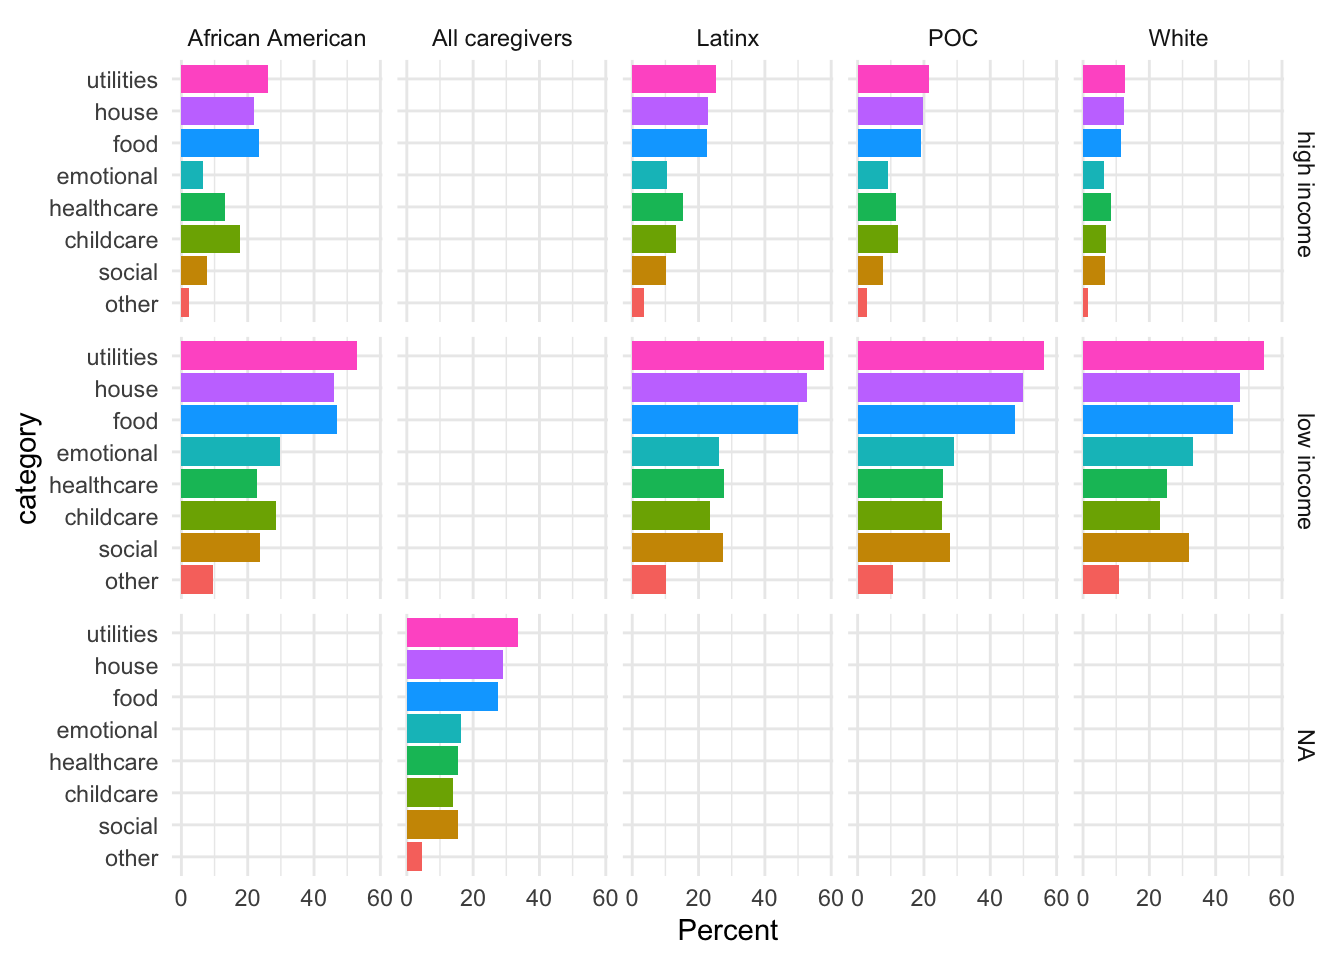 African American All caregivers Latinx POC White
utilities
house
food
emotional
healthcare
childcare
social
other
high income
utilities
house
food
emotional
healthcare
childcare
social
other
low income
utilities
house
food
emotional
healthcare
childcare
social
other
NA
category
0 20 40 60 0 20 40 60 0 20 40 60 0 20 40 60 0 20 40 60
Percent